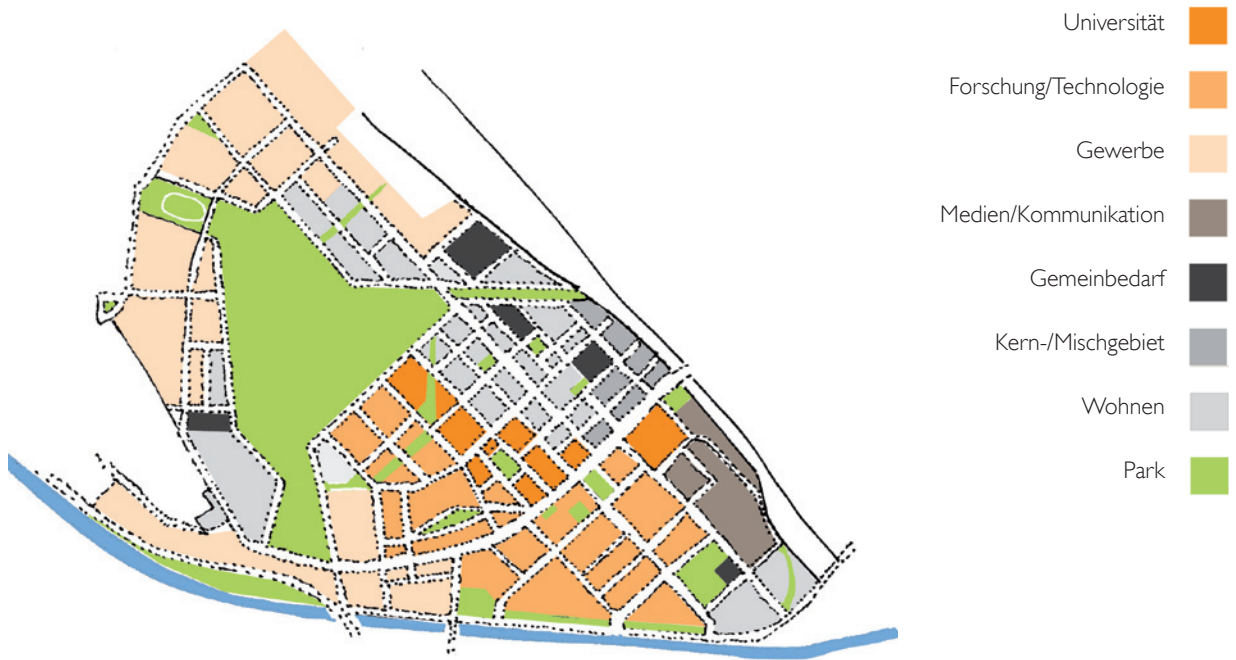 Universität
Forschung/Technologie
Gewerbe
Medien/Kommunikation
Gemeinbedarf
Kern-/Mischgebiet
Wohnen
Park